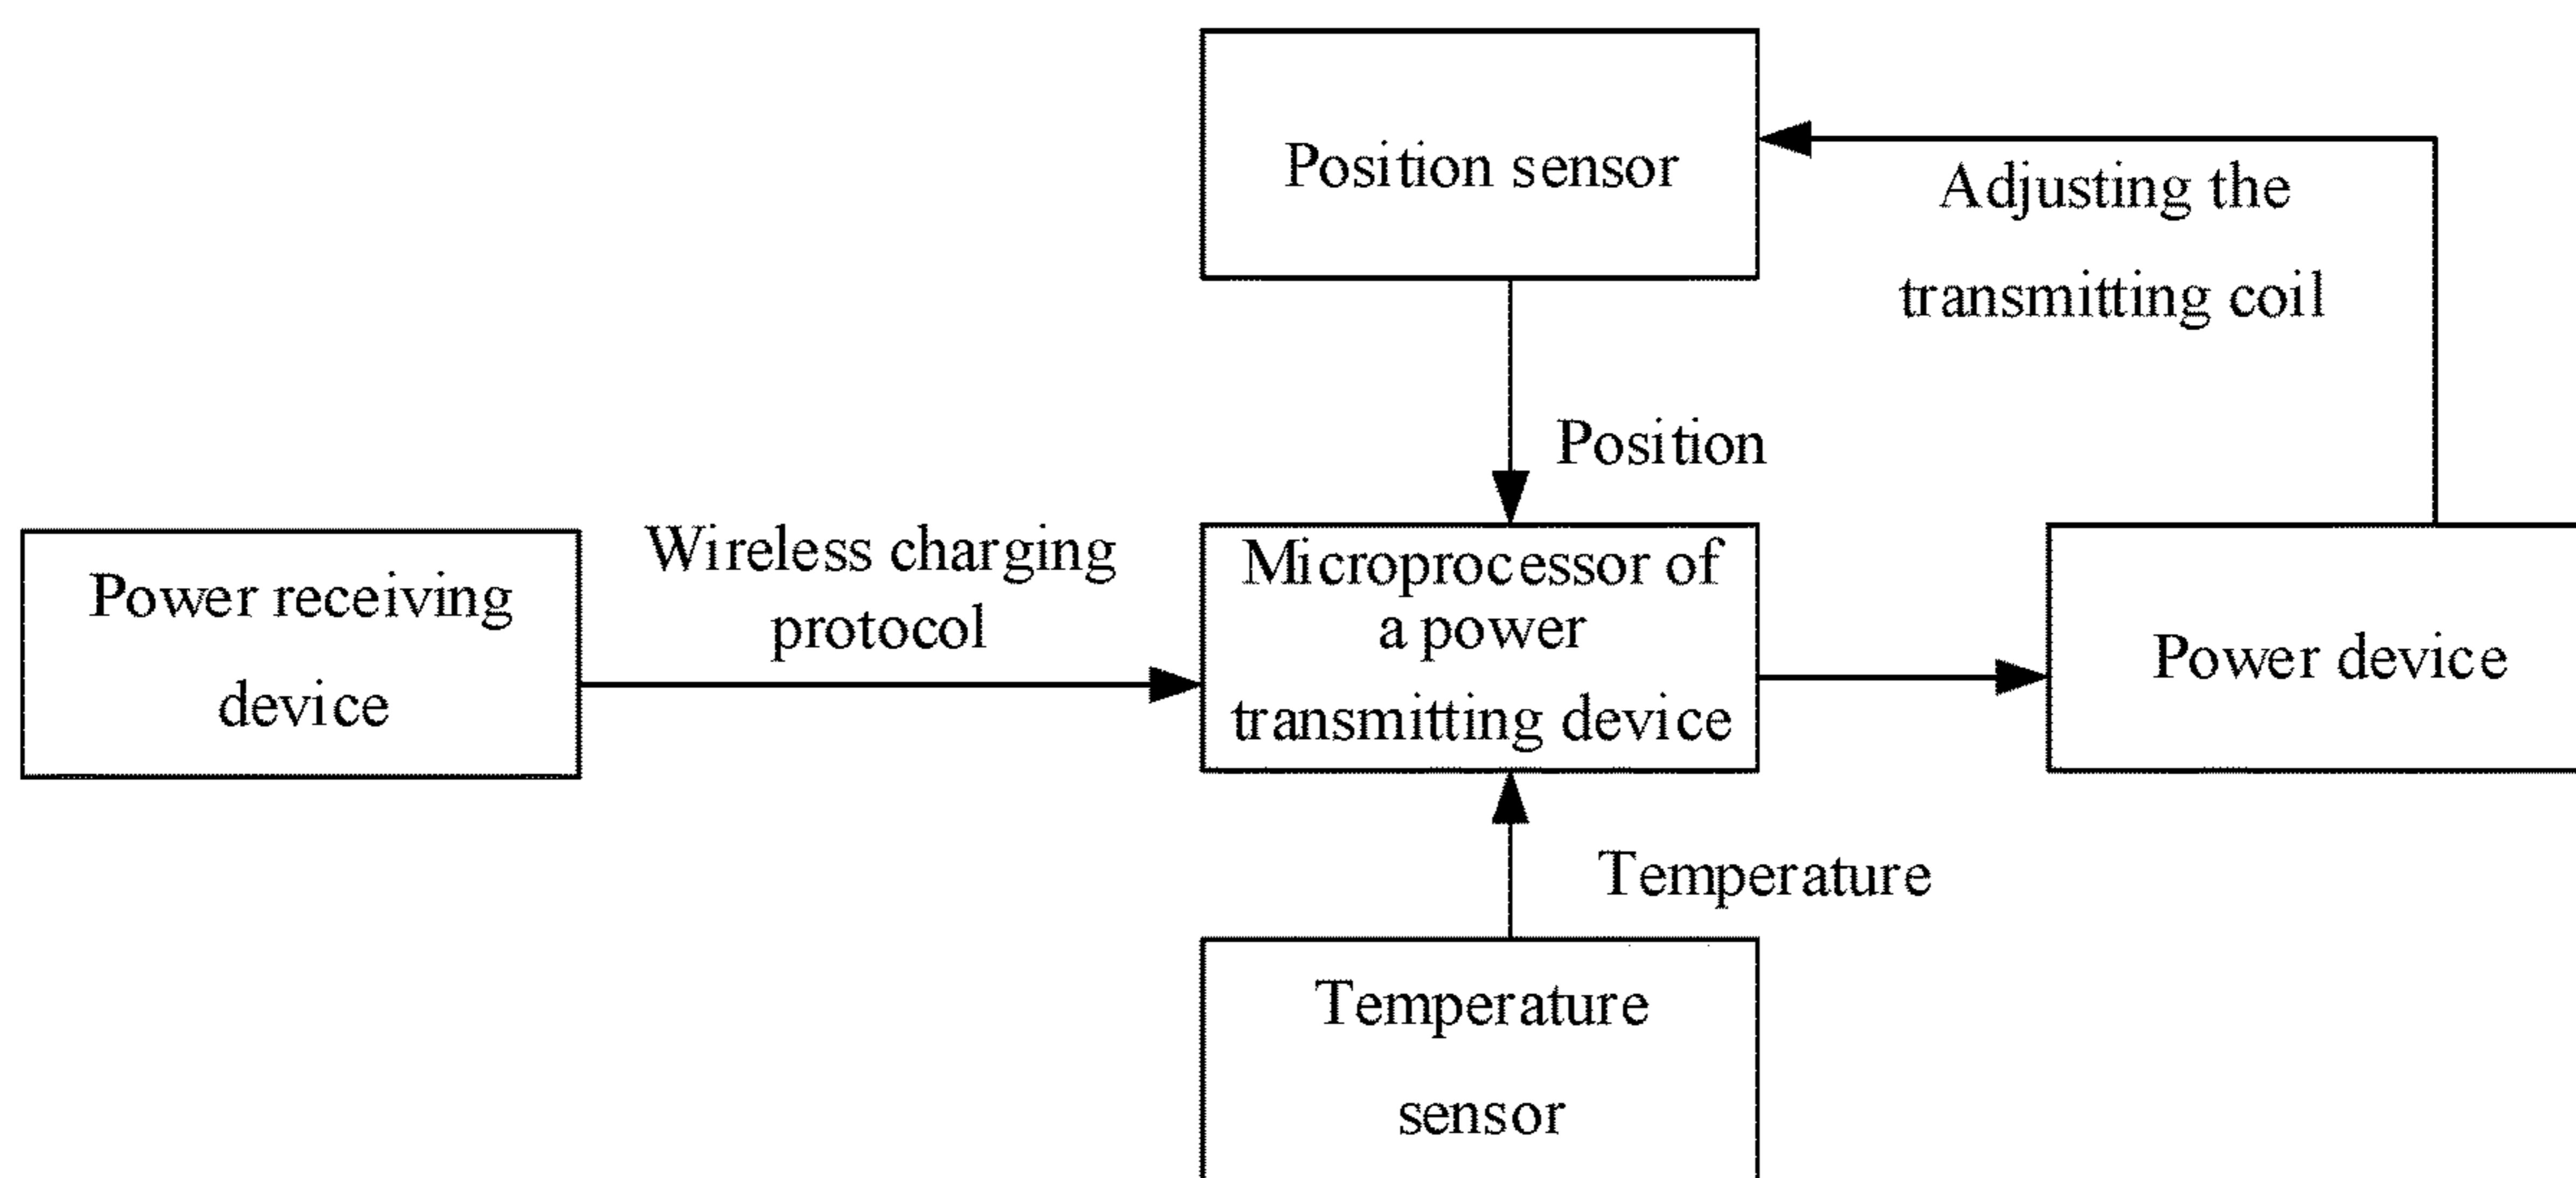 Position sensor
Adjusting the
transmitting coil
Position
Power receiving
device
Wireless charging
protocol
Microprocessor of
a power
transmitting device
Power device
Temperature
Temperature
sensor